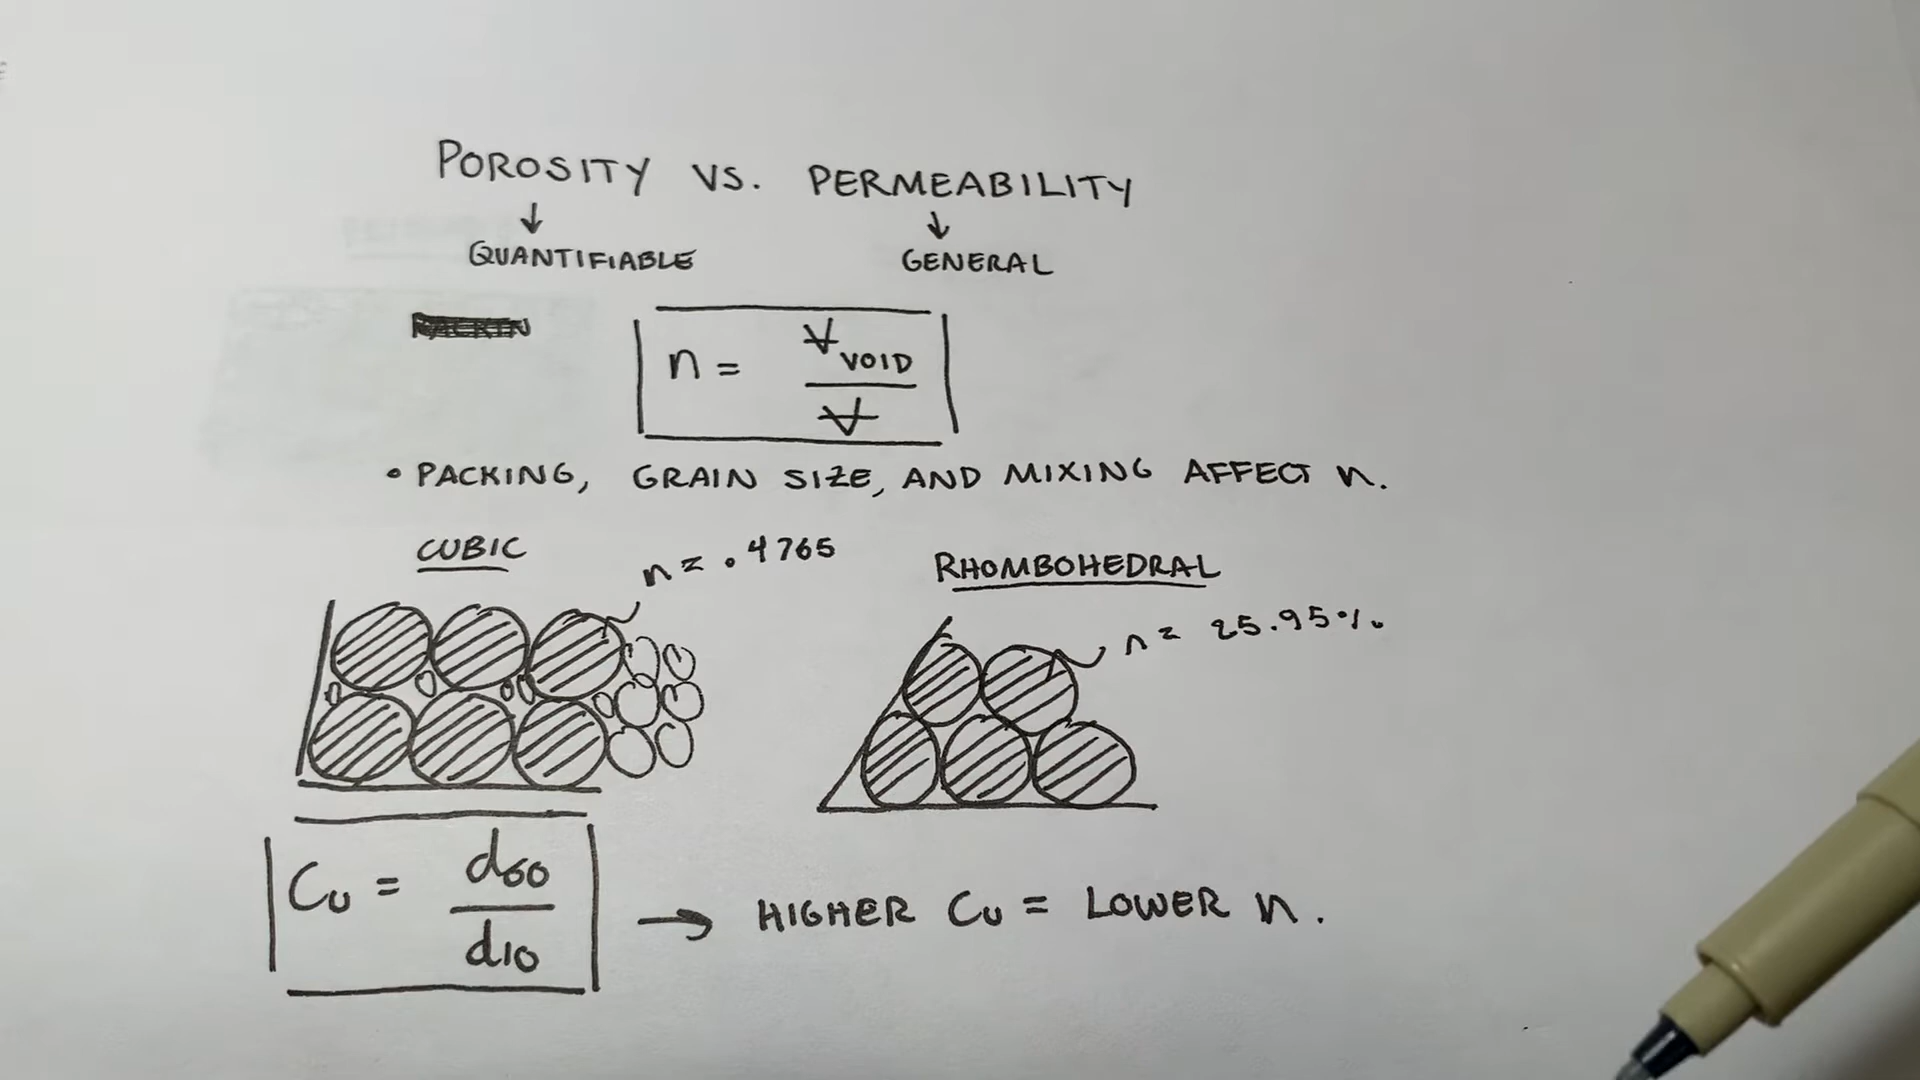 POROSITY VS. PERMEABILITY
↓ ↓
QUANTIFIABLE GENERAL
n = V̶ VOID / V̶
• PACKING, GRAIN SIZE, AND MIXING AFFECT n.
CUBIC
n = .4765
RHOMBOHEDRAL
n = 25.95%
Cu = d60 / d10 → HIGHER Cu = LOWER n.